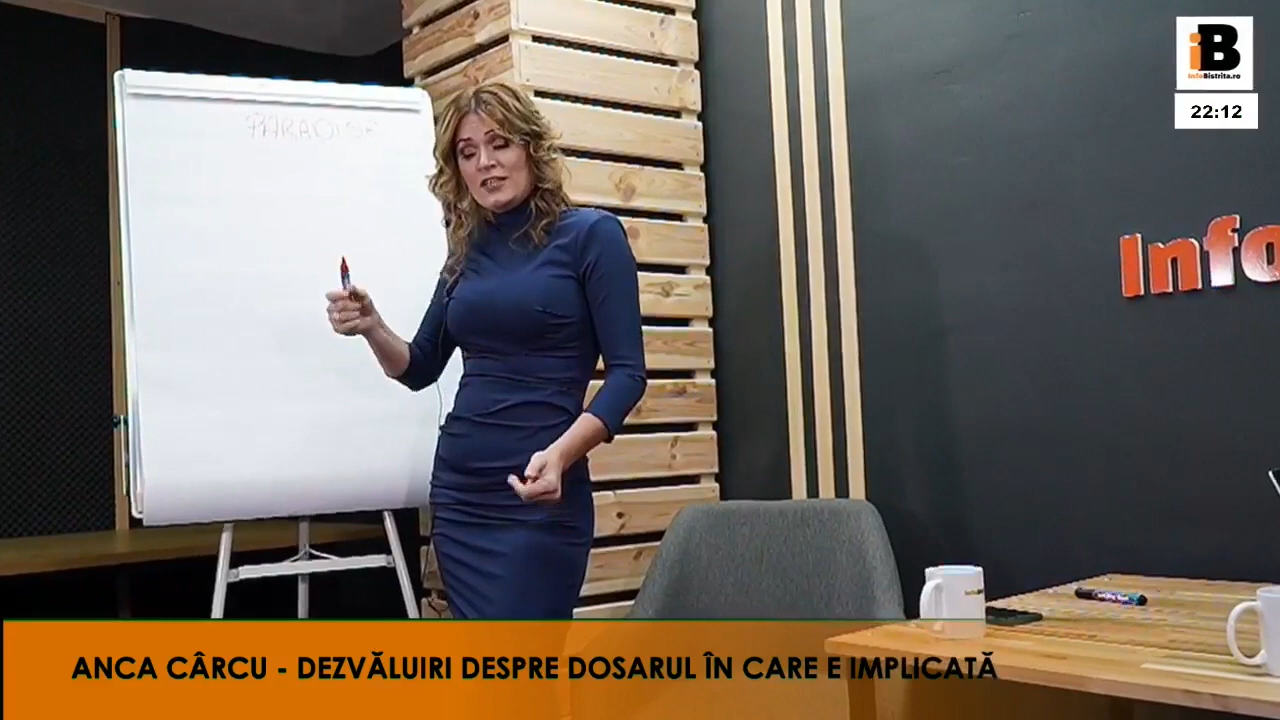 PARADISE
iB
InfoBistrita.ro
22:12
Info
ANCA CÂRCU - DEZVĂLUIRI DESPRE DOSARUL ÎN CARE E IMPLICATĂ